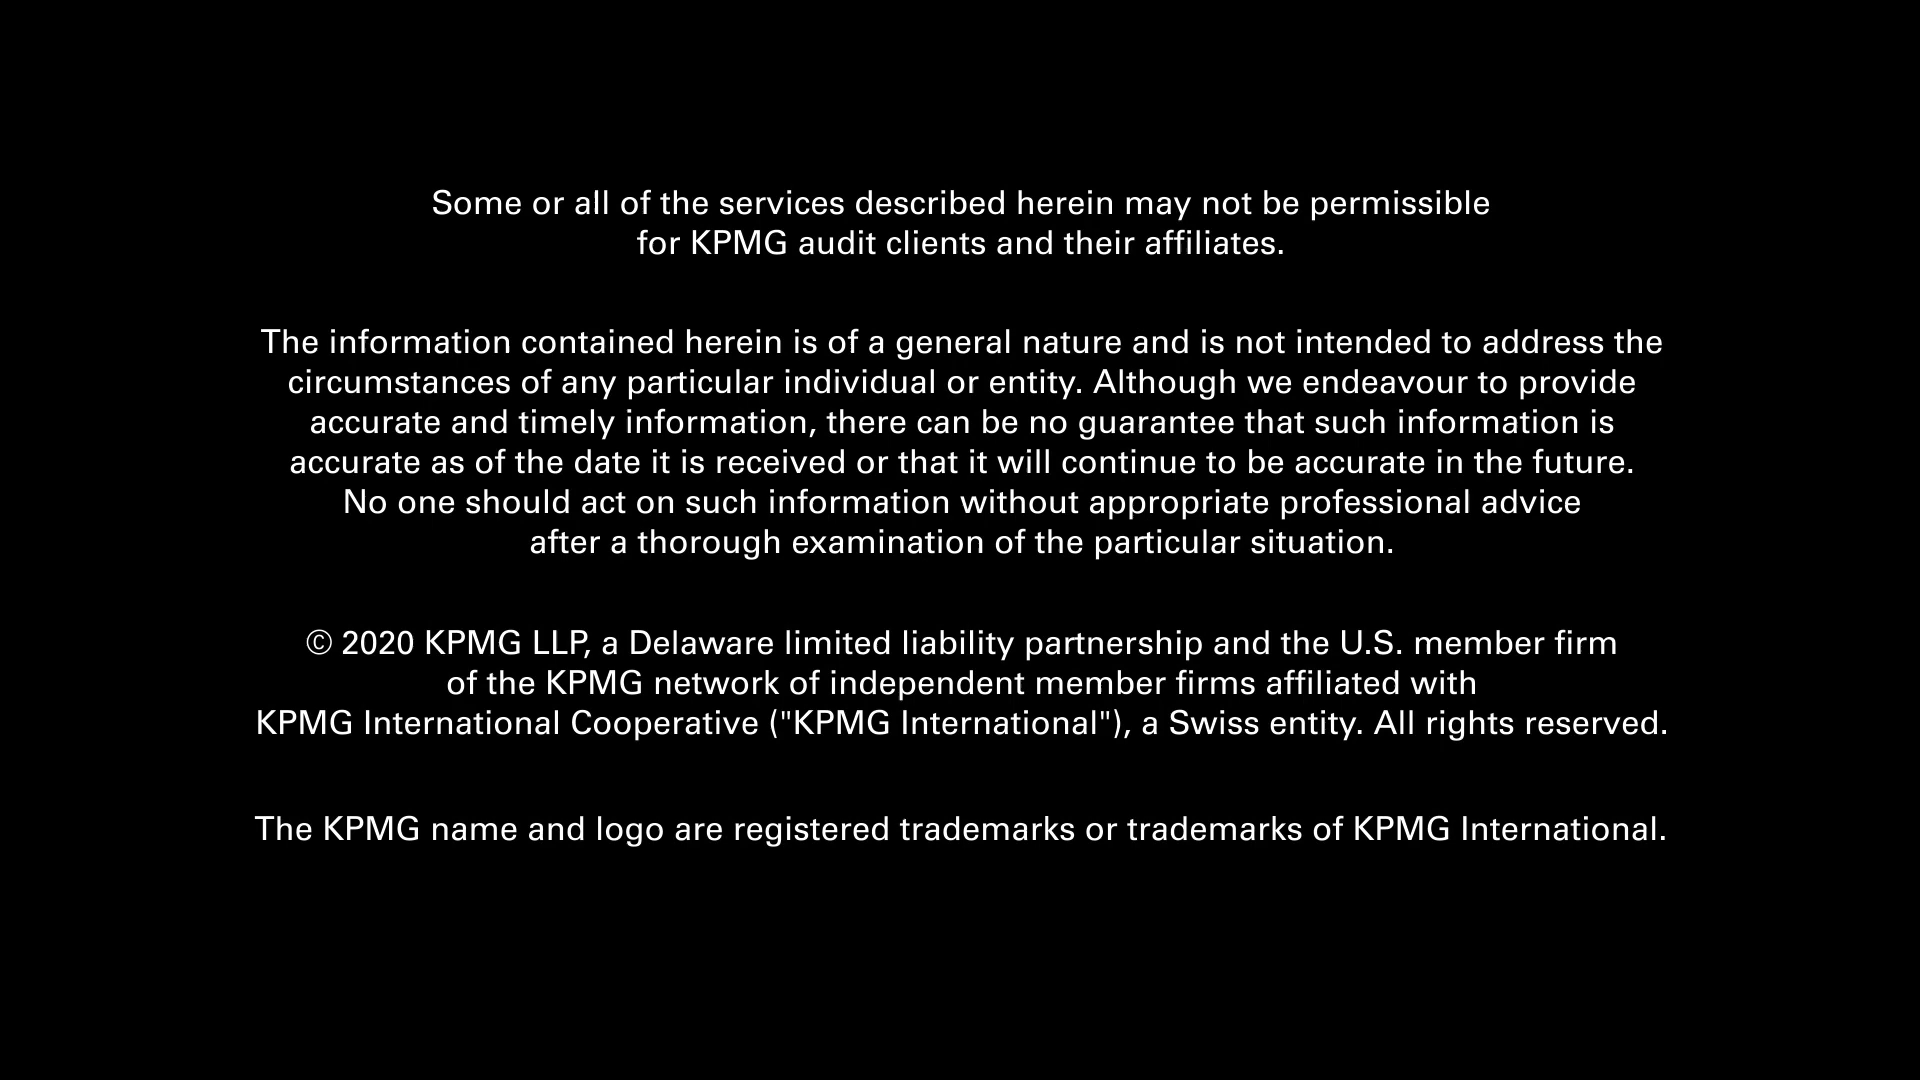 Some or all of the services described herein may not be permissible
for KPMG audit clients and their affiliates.
The information contained herein is of a general nature and is not intended to address the
circumstances of any particular individual or entity. Although we endeavour to provide
accurate and timely information, there can be no guarantee that such information is
accurate as of the date it is received or that it will continue to be accurate in the future.
No one should act on such information without appropriate professional advice
after a thorough examination of the particular situation.
© 2020 KPMG LLP, a Delaware limited liability partnership and the U.S. member firm
of the KPMG network of independent member firms affiliated with
KPMG International Cooperative ("KPMG International"), a Swiss entity. All rights reserved.
The KPMG name and logo are registered trademarks or trademarks of KPMG International.